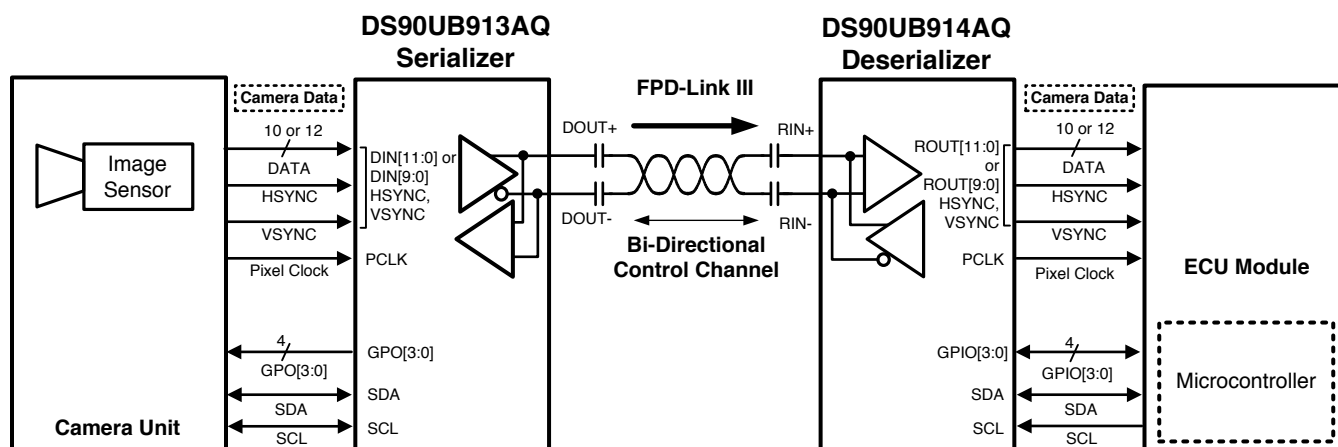 DS90UB913AQ
Serializer
DS90UB914AQ
Deserializer
Camera Data
FPD-Link III
Camera Data
Image
Sensor
10 or 12
DATA
HSYNC
VSYNC
Pixel Clock
DIN[11:0] or
DIN[9:0]
HSYNC,
VSYNC
PCLK
DOUT+
DOUT-
RIN+
RIN-
Bi-Directional
Control Channel
ROUT[11:0]
or
ROUT[9:0]
HSYNC,
VSYNC
PCLK
10 or 12
DATA
HSYNC
VSYNC
Pixel Clock
ECU Module
4
GPO[3:0]
GPO[3:0]
SDA
SDA
SCL
SCL
Camera Unit
GPIO[3:0]
4
GPIO[3:0]
SDA
SDA
SCL
SCL
Microcontroller